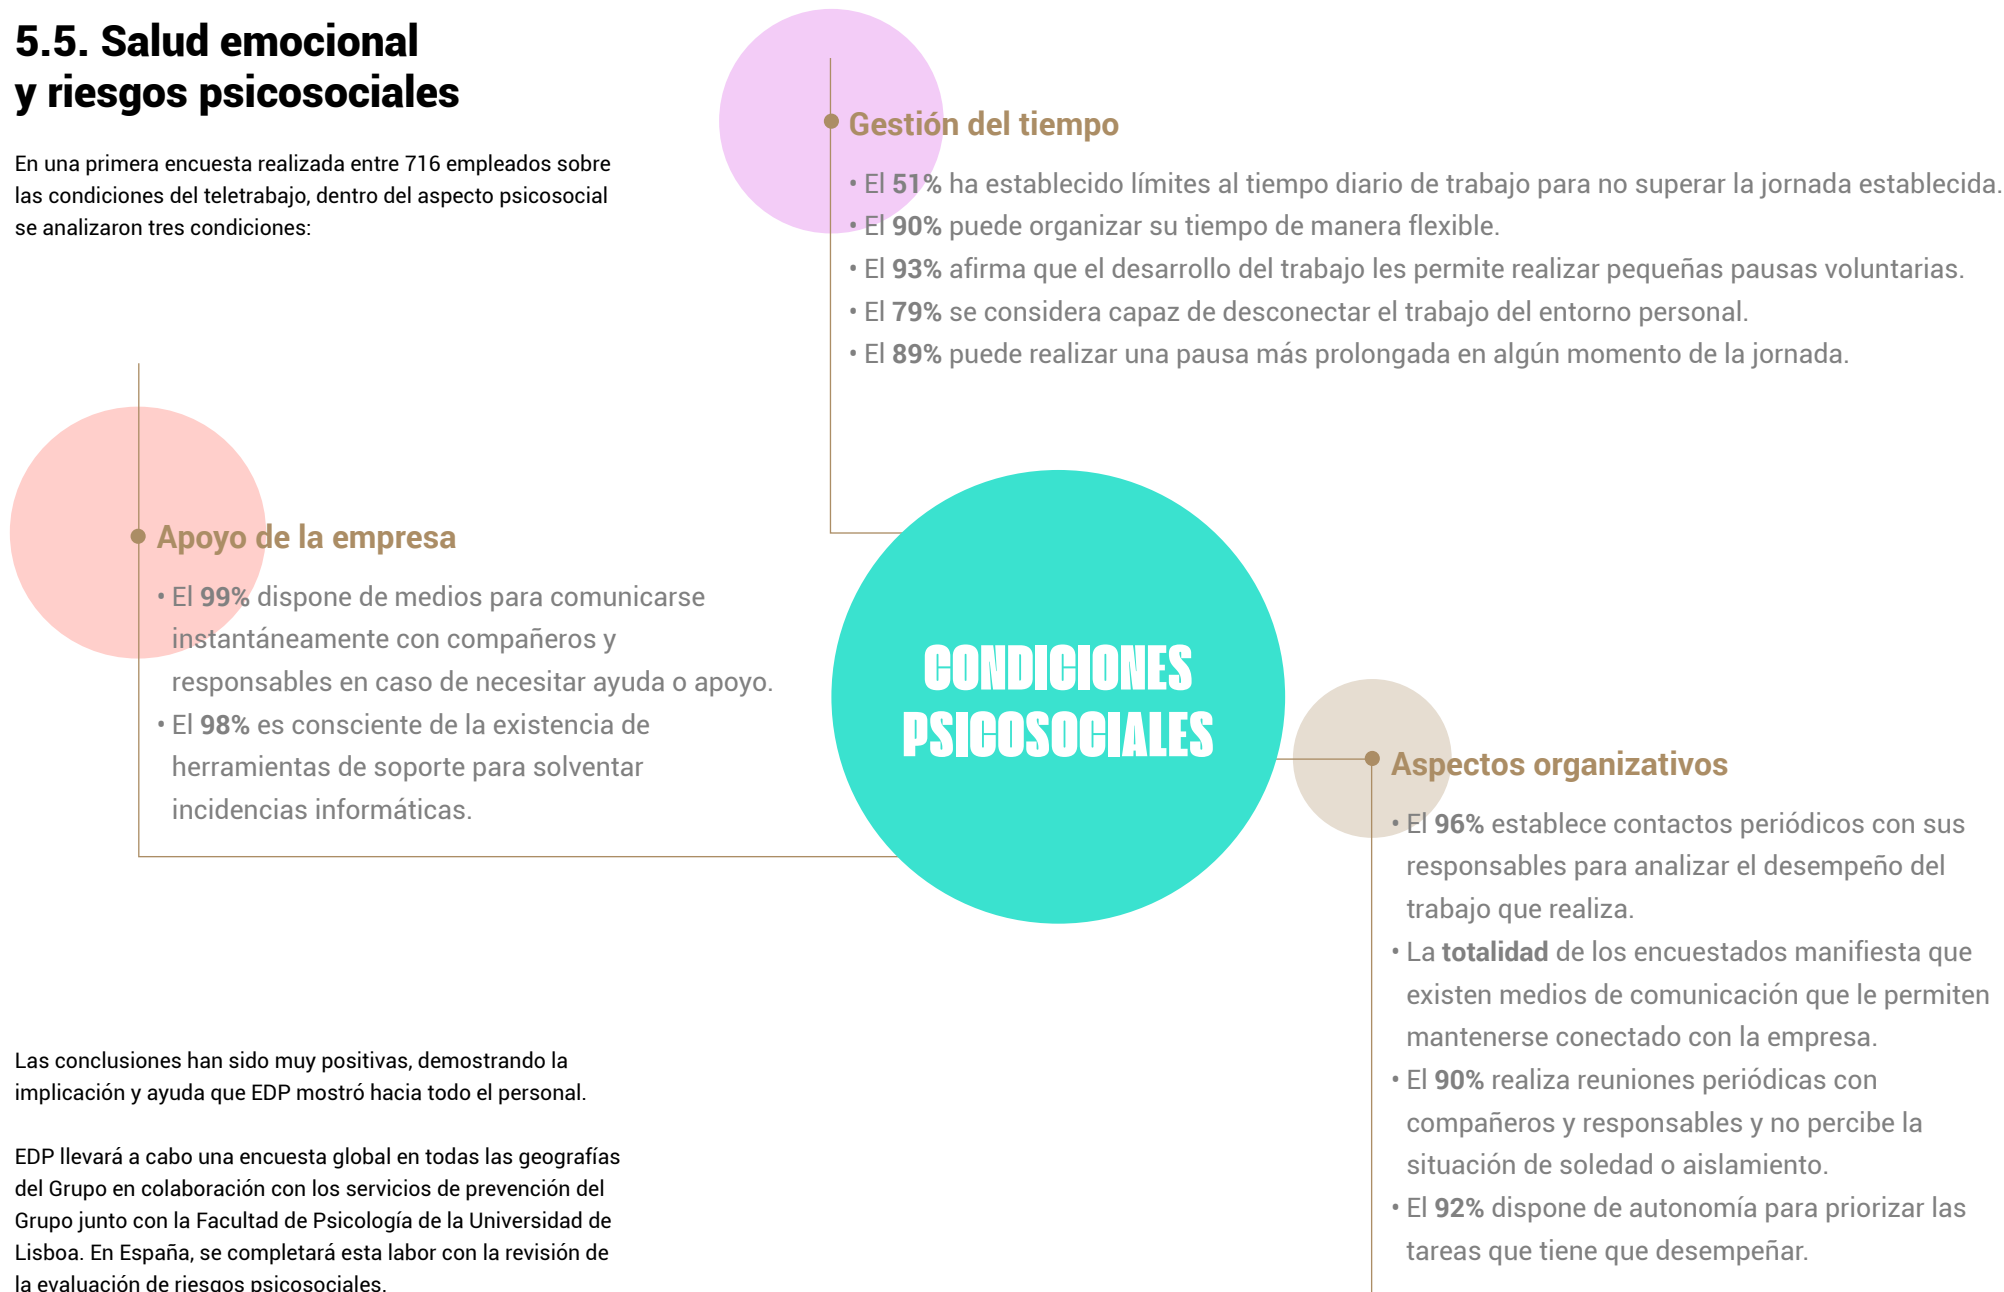 5.5. Salud emocional
y riesgos psicosociales
En una primera encuesta realizada entre 716 empleados sobre
las condiciones del teletrabajo, dentro del aspecto psicosocial
se analizaron tres condiciones:
Gestión del tiempo
• El 51% ha establecido límites al tiempo diario de trabajo para no superar la jornada establecida.
• El 90% puede organizar su tiempo de manera flexible.
• El 93% afirma que el desarrollo del trabajo les permite realizar pequeñas pausas voluntarias.
• El 79% se considera capaz de desconectar el trabajo del entorno personal.
• El 89% puede realizar una pausa más prolongada en algún momento de la jornada.
Apoyo de la empresa
• El 99% dispone de medios para comunicarse
instantáneamente con compañeros y
responsables en caso de necesitar ayuda o apoyo.
• El 98% es consciente de la existencia de
herramientas de soporte para solventar
incidencias informáticas.
CONDICIONES
PSICOSOCIALES
Aspectos organizativos
• El 96% establece contactos periódicos con sus
responsables para analizar el desempeño del
trabajo que realiza.
• La totalidad de los encuestados manifiesta que
existen medios de comunicación que le permiten
mantenerse conectado con la empresa.
• El 90% realiza reuniones periódicas con
compañeros y responsables y no percibe la
situación de soledad o aislamiento.
• El 92% dispone de autonomía para priorizar las
tareas que tiene que desempeñar.
Las conclusiones han sido muy positivas, demostrando la
implicación y ayuda que EDP mostró hacia todo el personal.
EDP llevará a cabo una encuesta global en todas las geografías
del Grupo en colaboración con los servicios de prevención del
Grupo junto con la Facultad de Psicología de la Universidad de
Lisboa. En España, se completará esta labor con la revisión de
la evaluación de riesgos psicosociales.